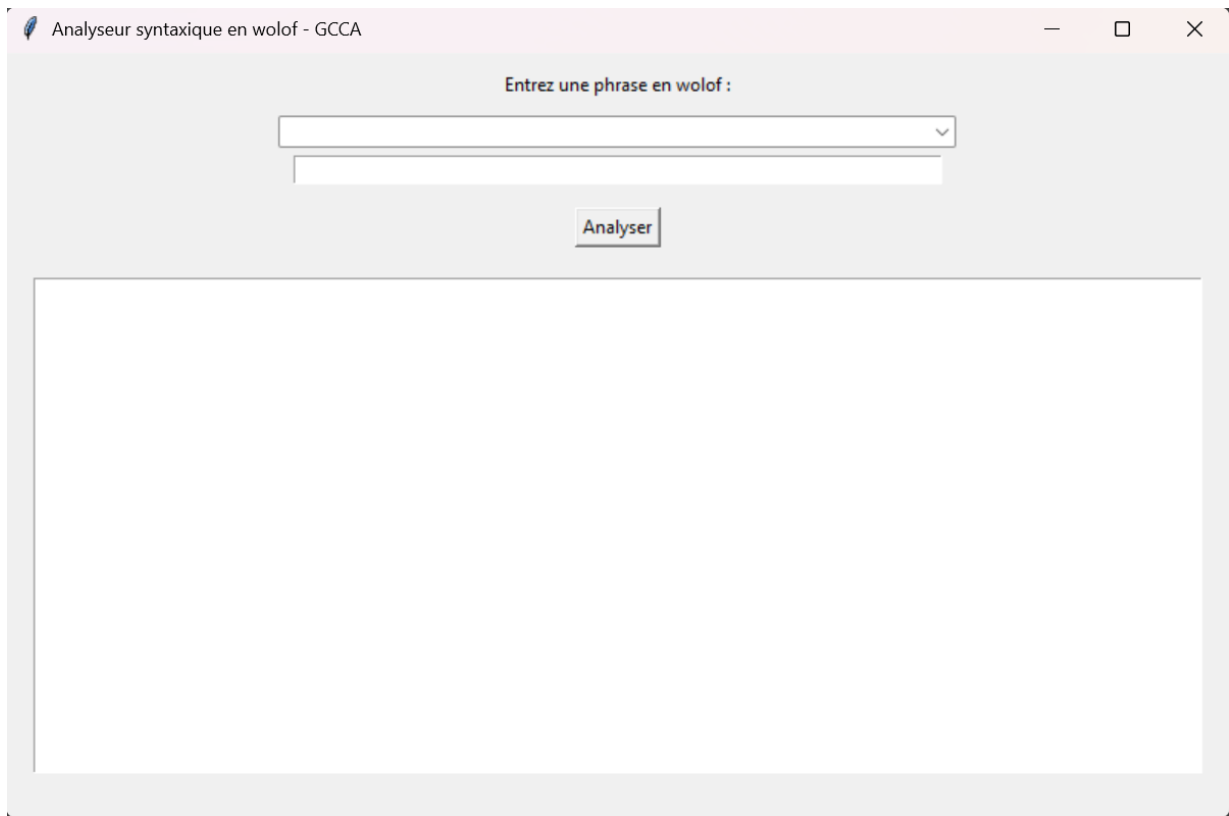 Analyseur syntaxique en wolof - GCCA
Entrez une phrase en wolof :
Analyser